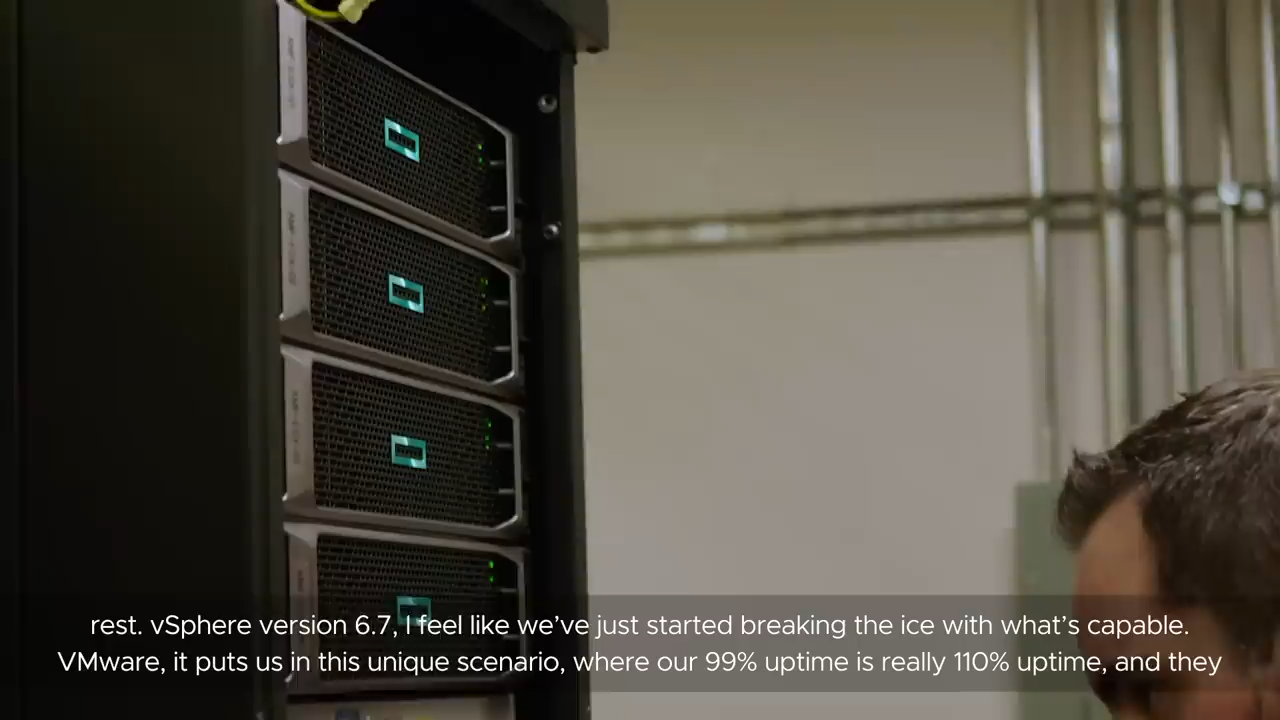 rest. vSphere version 6.7, I feel like we've just started breaking the ice with what's capable.
VMware, it puts us in this unique scenario, where our 99% uptime is really 110% uptime, and they